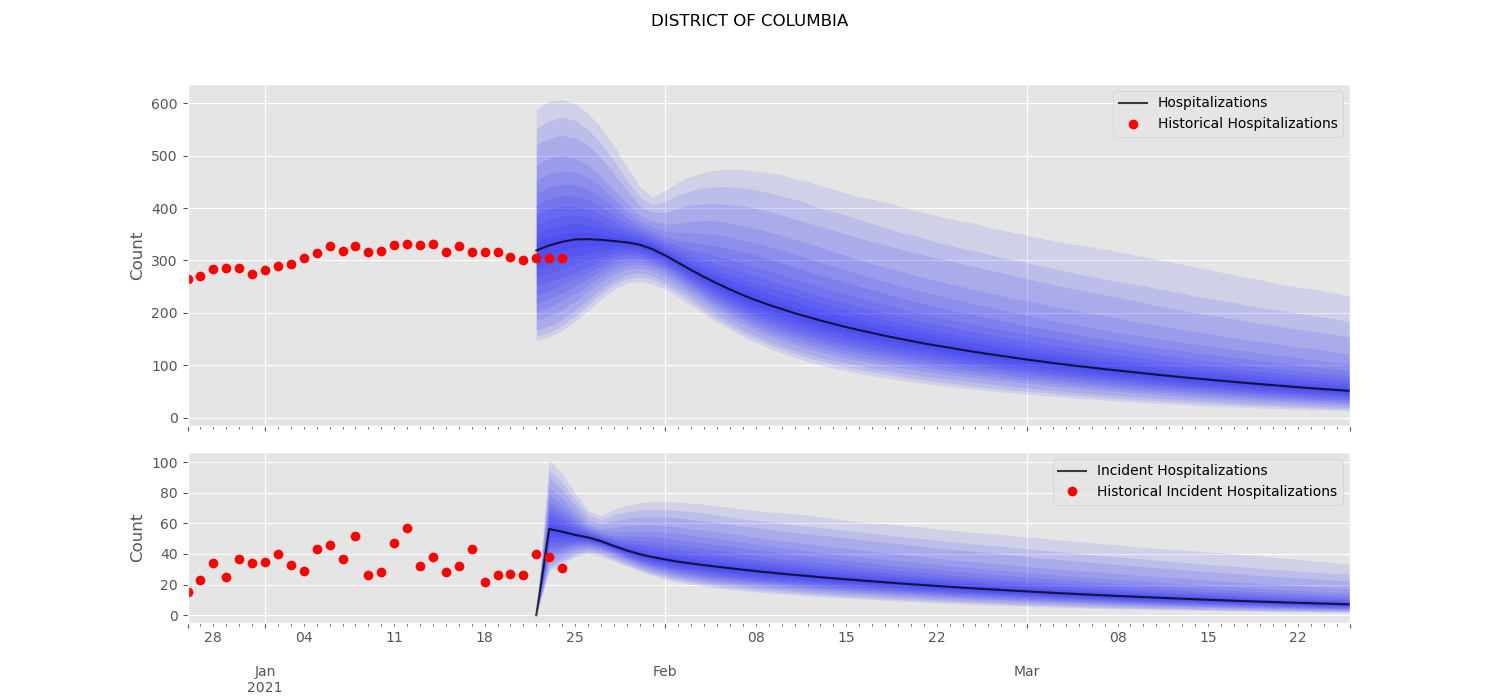 DISTRICT OF COLUMBIA
Hospitalizations
Historical Hospitalizations
600
500
400
300
200
100
0
Count
Incident Hospitalizations
Historical Incident Hospitalizations
100
80
60
40
20
0
Count
28 04 11 18 25 08 15 22 08 15 22
Jan Feb Mar
2021